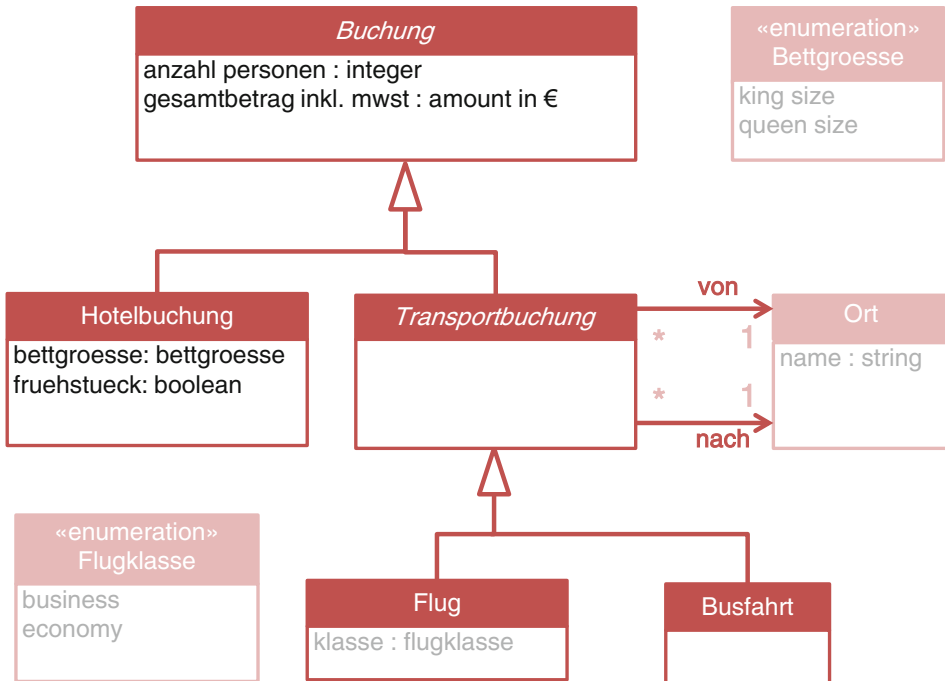 Buchung
anzahl personen : integer
gesamtbetrag inkl. mwst : amount in €
«enumeration»
Bettgroesse
king size
queen size
Hotelbuchung
bettgroesse: bettgroesse
fruehstueck: boolean
Transportbuchung
von
* 1
* 1
nach
Ort
name : string
«enumeration»
Flugklasse
business
economy
Flug
klasse : flugklasse
Busfahrt